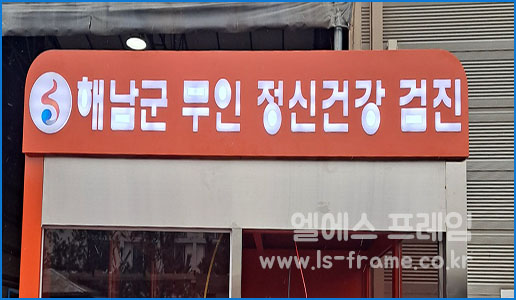 해남군 무인 정신건강 검진
엘에스 프레임
www.ls-frame.co.kr